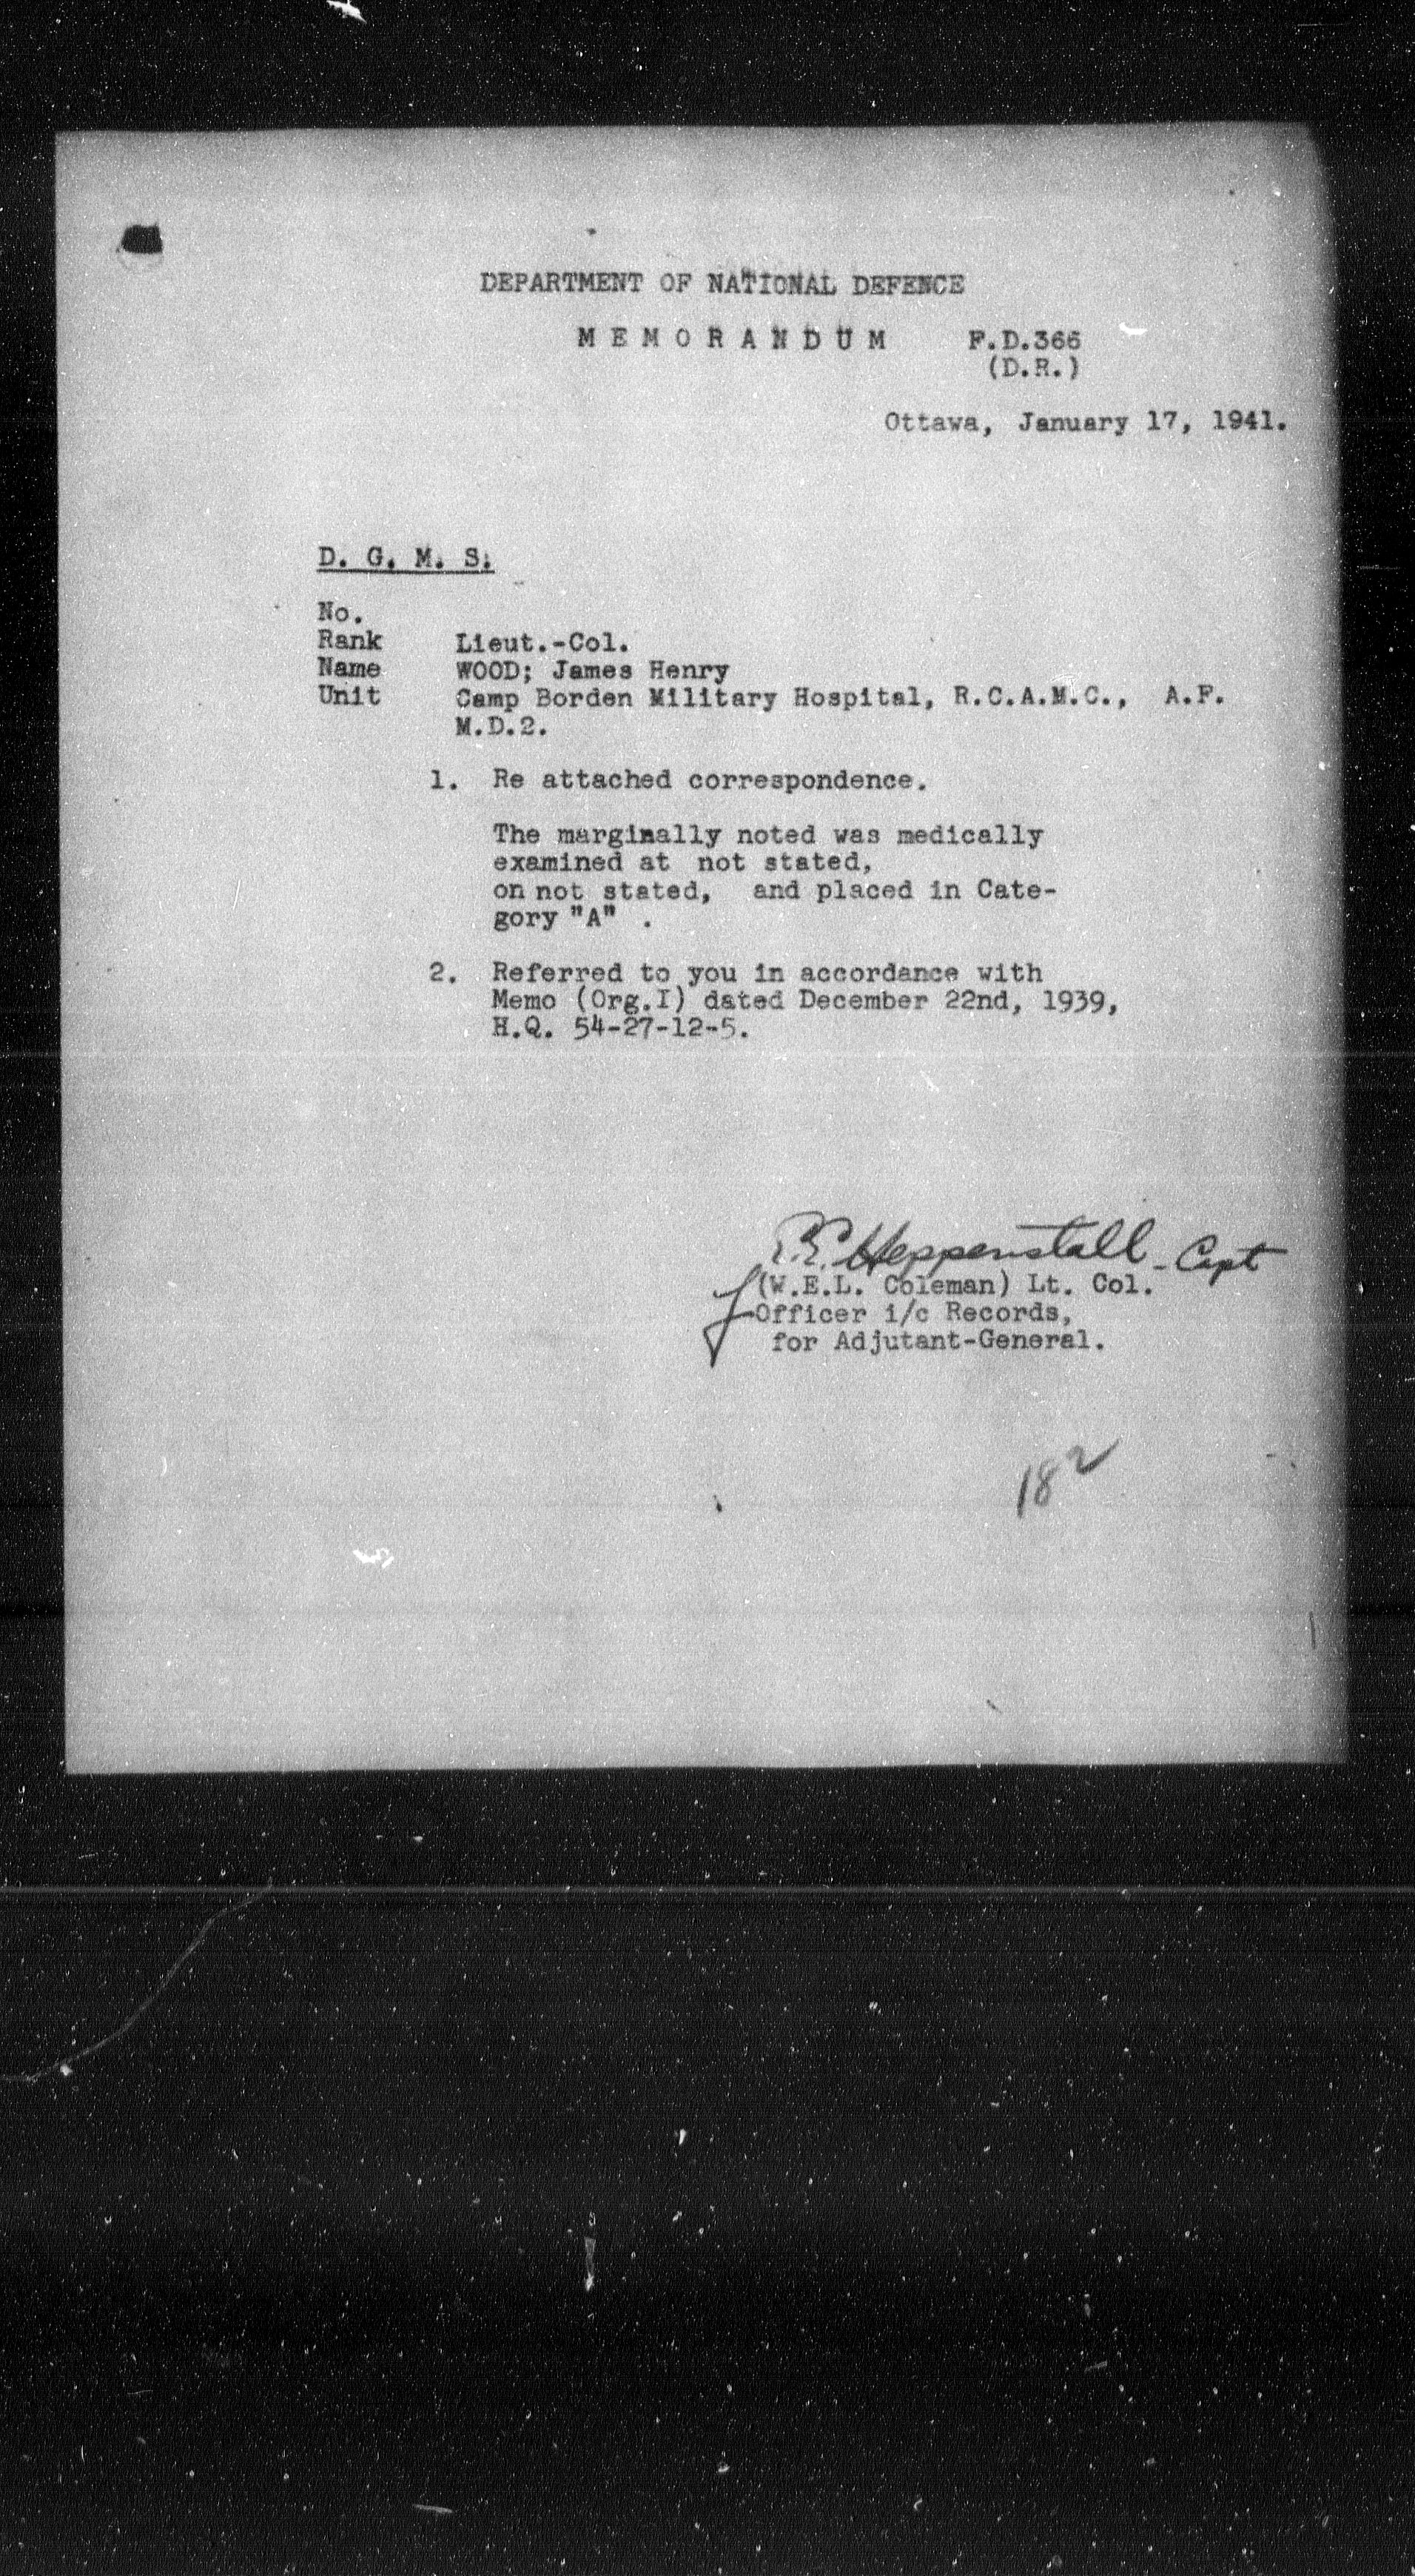 DEPARTMENT OF NATIONAL DEFENCE
MEMORANDUM F.D.366
(D.R.)
Ottawa, January 17, 1941.
D. G. M. S.
No.
Rank Lieut.-Col.
Name WOOD; James Henry
Unit Camp Borden Military Hospital, R.C.A.M.C., A.F.
M.D.2.
1. Re attached correspondence.
The marginally noted was medically
examined at not stated,
on not stated, and placed in Cate-
gory "A" .
2. Referred to you in accordance with
Memo (Org.I) dated December 22nd, 1939,
H.Q. 54-27-12-5.
Heppenstall - Capt
(W.E.L. Coleman) Lt. Col.
Officer i/c Records,
for Adjutant-General.
18²